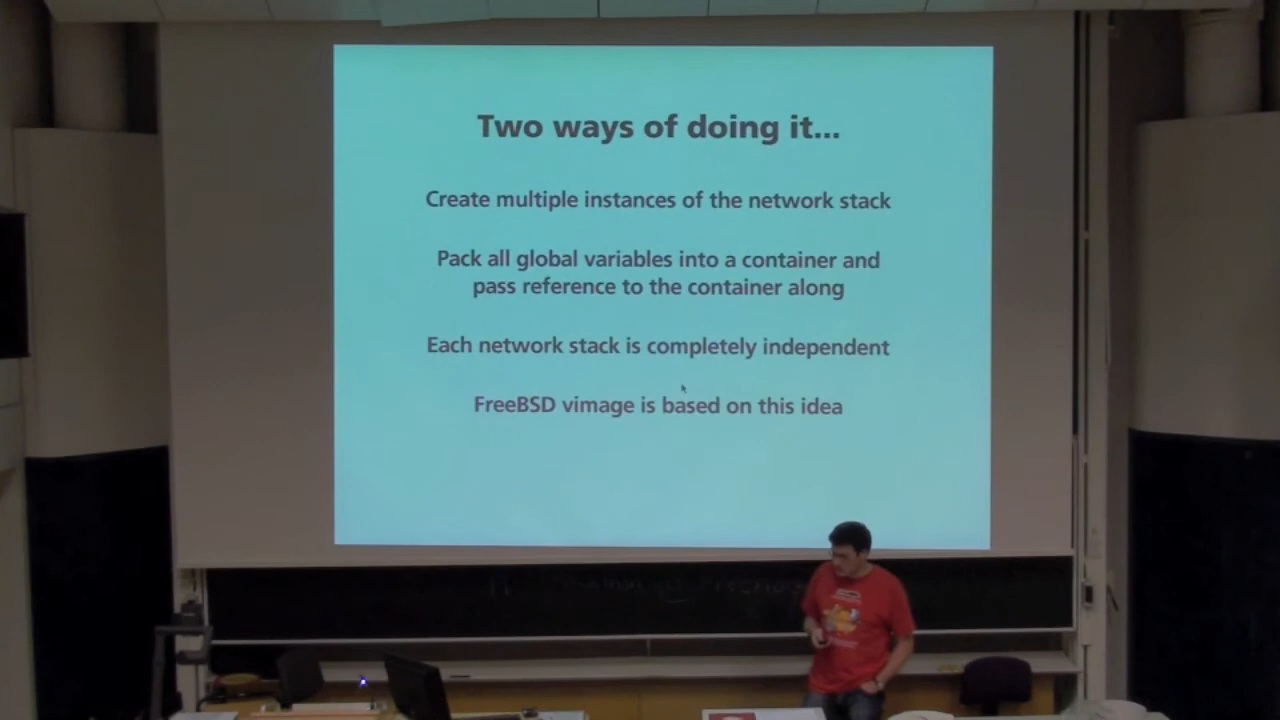 Two ways of doing it...
Create multiple instances of the network stack
Pack all global variables into a container and
pass reference to the container along
Each network stack is completely independent
FreeBSD vimage is based on this idea